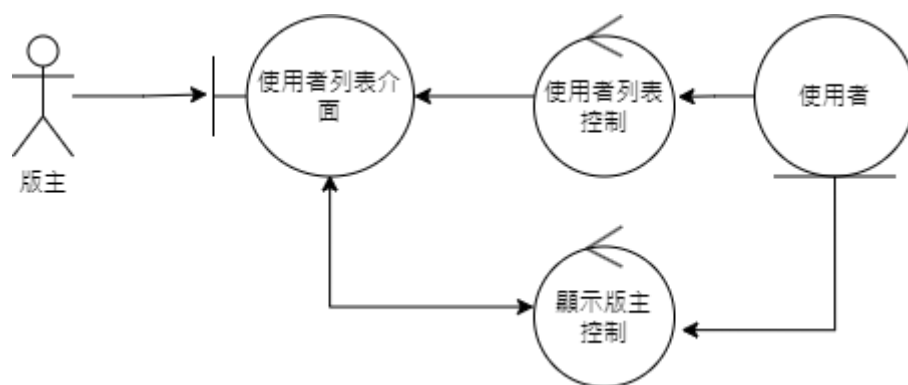 使用者列表介
面
使用者列表
控制
使用者
版主
顯示版主
控制